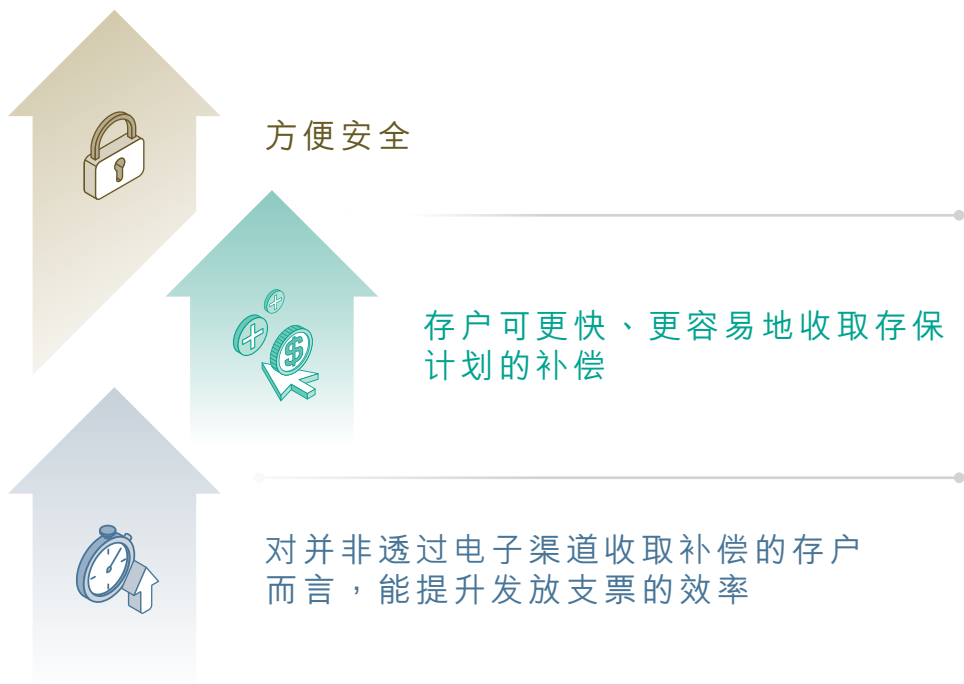 方便安全
存户可更快、更容易地收取存保
计划的补偿
对并非透过电子渠道收取补偿的存户
而言，能提升发放支票的效率